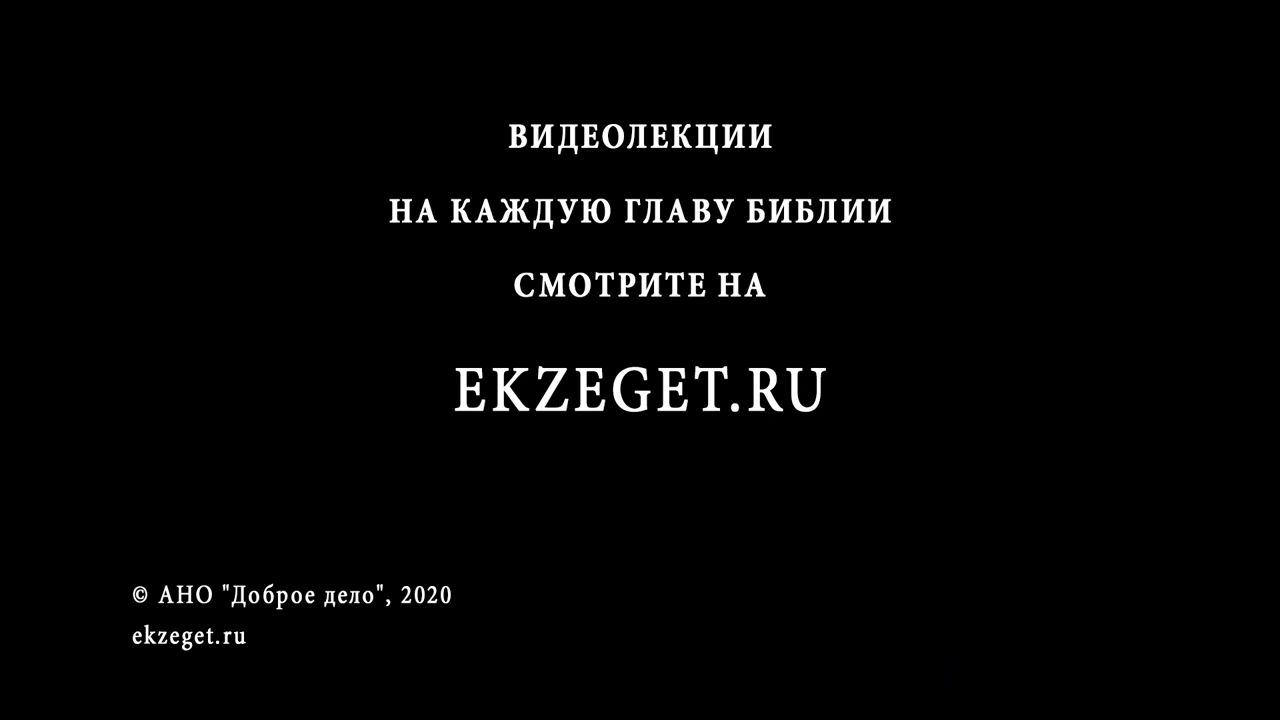 ВИДЕОЛЕКЦИИ
НА КАЖДУЮ ГЛАВУ БИБЛИИ
СМОТРИТЕ НА
EKZEGET.RU
© АНО "Доброе дело", 2020
ekzeget.ru